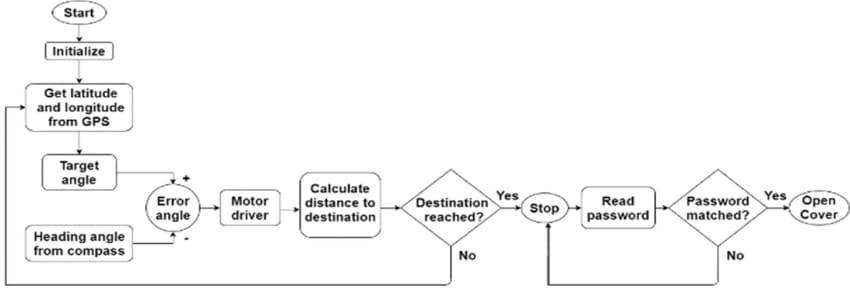 Start
Initialize
Get latitude
and longitude
from GPS
Target
angle
+
Error
angle
-
Heading angle
from compass
Motor
driver
Calculate
distance to
destination
Destination
reached?
Yes
No
Stop
Read
password
Password
matched?
Yes
No
Open
Cover